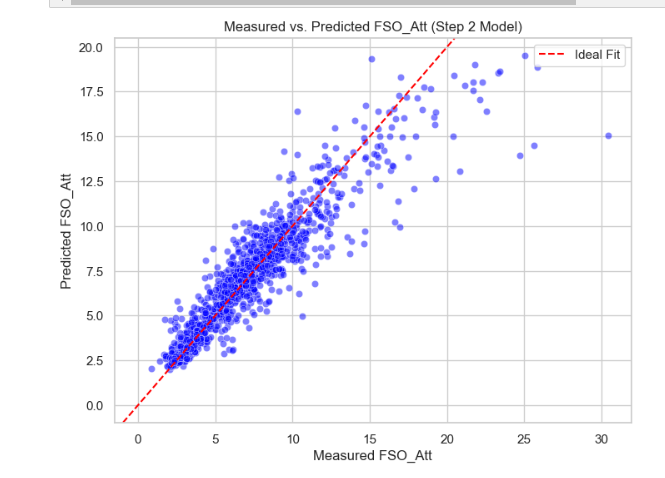 Measured vs. Predicted FSO_Att (Step 2 Model)
20.0
Ideal Fit
17.5
15.0
12.5
10.0
7.5
5.0
2.5
0.0
Predicted FSO_Att
0 5 10 15 20 25 30
Measured FSO_Att